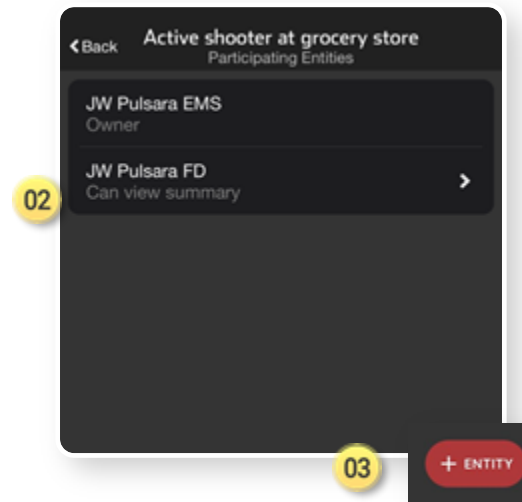 Back
Active shooter at grocery store
Participating Entities
JW Pulsara EMS
Owner
JW Pulsara FD
Can view summary
02
03
+ ENTITY